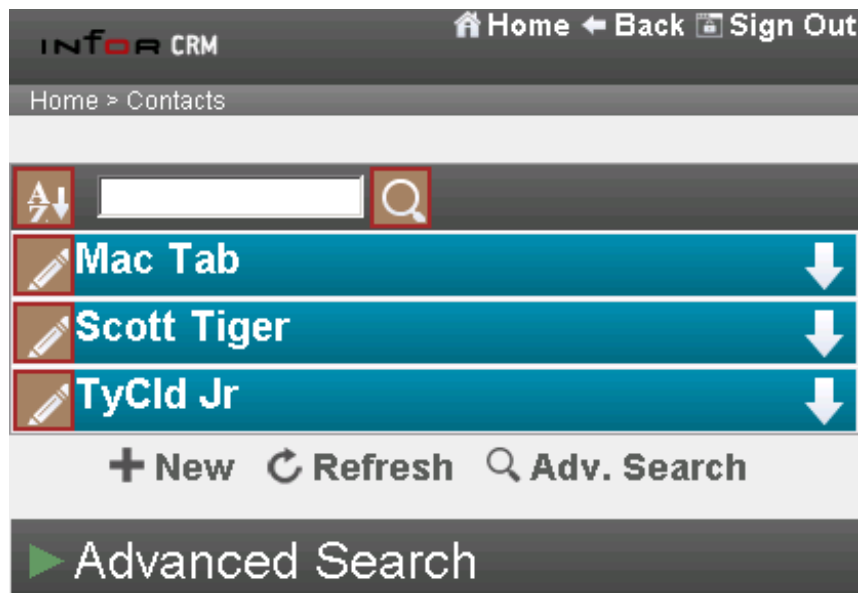 infor CRM
Home Back Sign Out
Home > Contacts
Mac Tab
Scott Tiger
TyCld Jr
New Refresh Adv. Search
Advanced Search